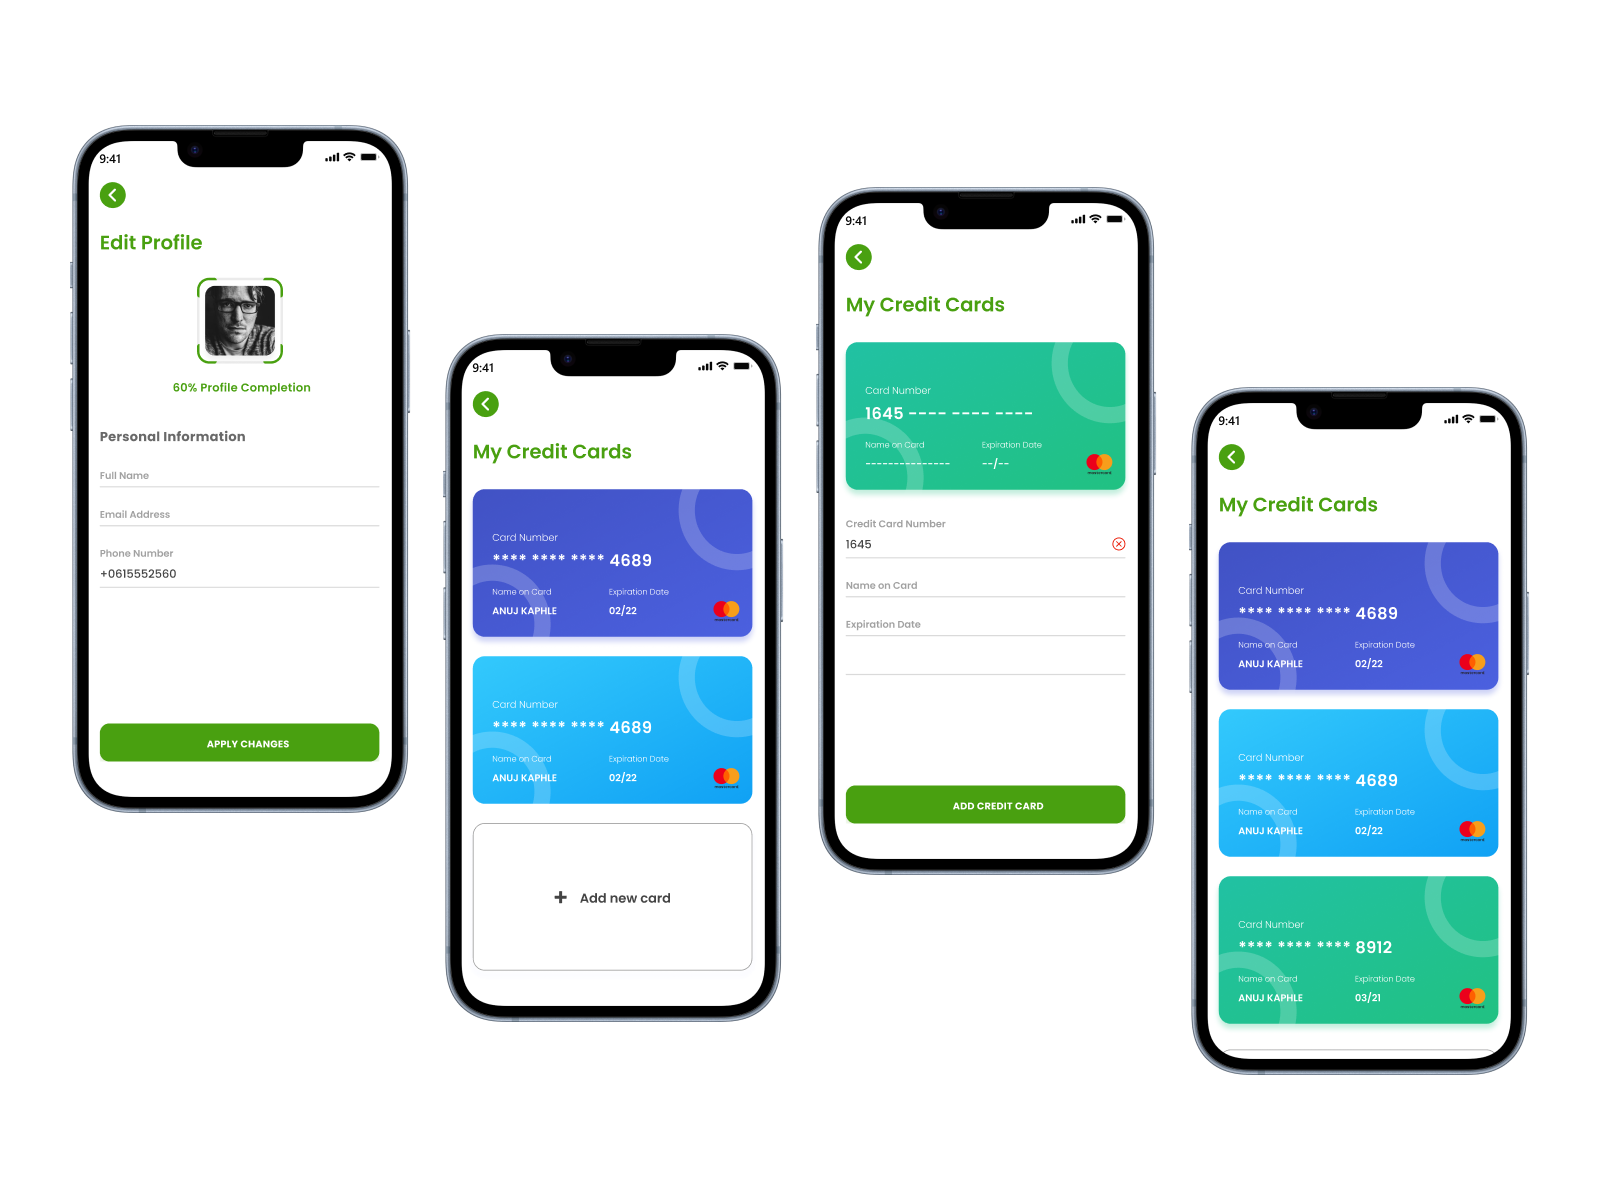 9:41
Edit Profile
60% Profile Completion
Personal Information
Full Name
Email Address
Phone Number
+0615552560
APPLY CHANGES
9:41
My Credit Cards
Card Number
**** **** **** 4689
Name on Card Expiration Date
ANUJ KAPHLE 02/22
mastercard
Card Number
**** **** **** 4689
Name on Card Expiration Date
ANUJ KAPHLE 02/22
mastercard
+ Add new card
9:41
My Credit Cards
Card Number
1645 ---- ---- ----
Name on Card Expiration Date
--------------- --/--
mastercard
Credit Card Number
1645
Name on Card
Expiration Date
ADD CREDIT CARD
9:41
My Credit Cards
Card Number
**** **** **** 4689
Name on Card Expiration Date
ANUJ KAPHLE 02/22
mastercard
Card Number
**** **** **** 4689
Name on Card Expiration Date
ANUJ KAPHLE 02/22
mastercard
Card Number
**** **** **** 8912
Name on Card Expiration Date
ANUJ KAPHLE 03/21
mastercard